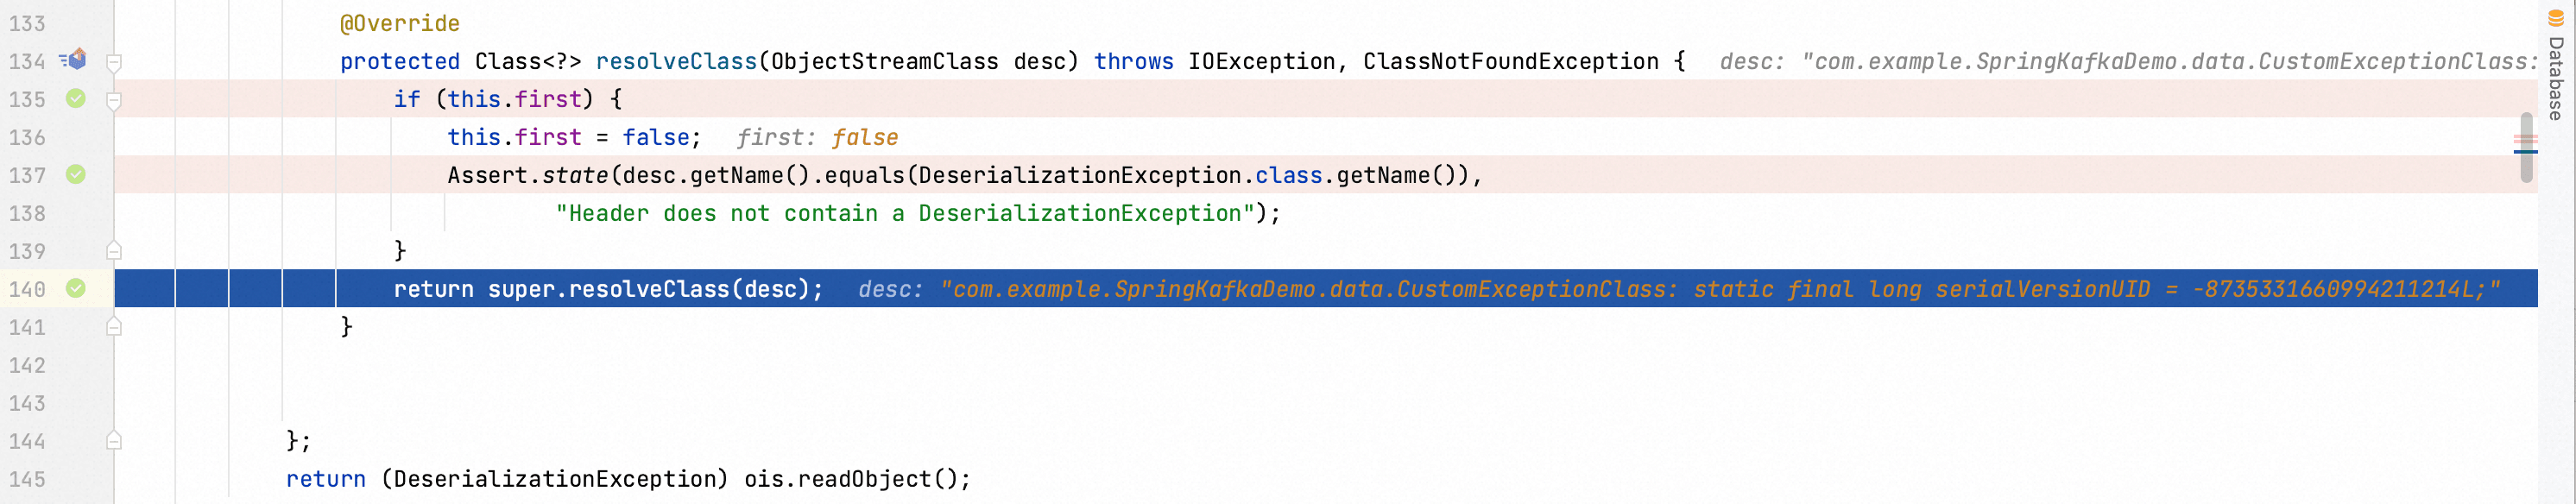 133 @Override
134 protected Class<?> resolveClass(ObjectStreamClass desc) throws IOException, ClassNotFoundException { desc: "com.example.SpringKafkaDemo.data.CustomExceptionClass:
135 if (this.first) {
136 this.first = false; first: false
137 Assert.state(desc.getName().equals(DeserializationException.class.getName()),
138 "Header does not contain a DeserializationException");
139 }
140 return super.resolveClass(desc); desc: "com.example.SpringKafkaDemo.data.CustomExceptionClass: static final long serialVersionUID = -8735331660994211214L;"
141 }
142
143
144 };
145 return (DeserializationException) ois.readObject();
Database